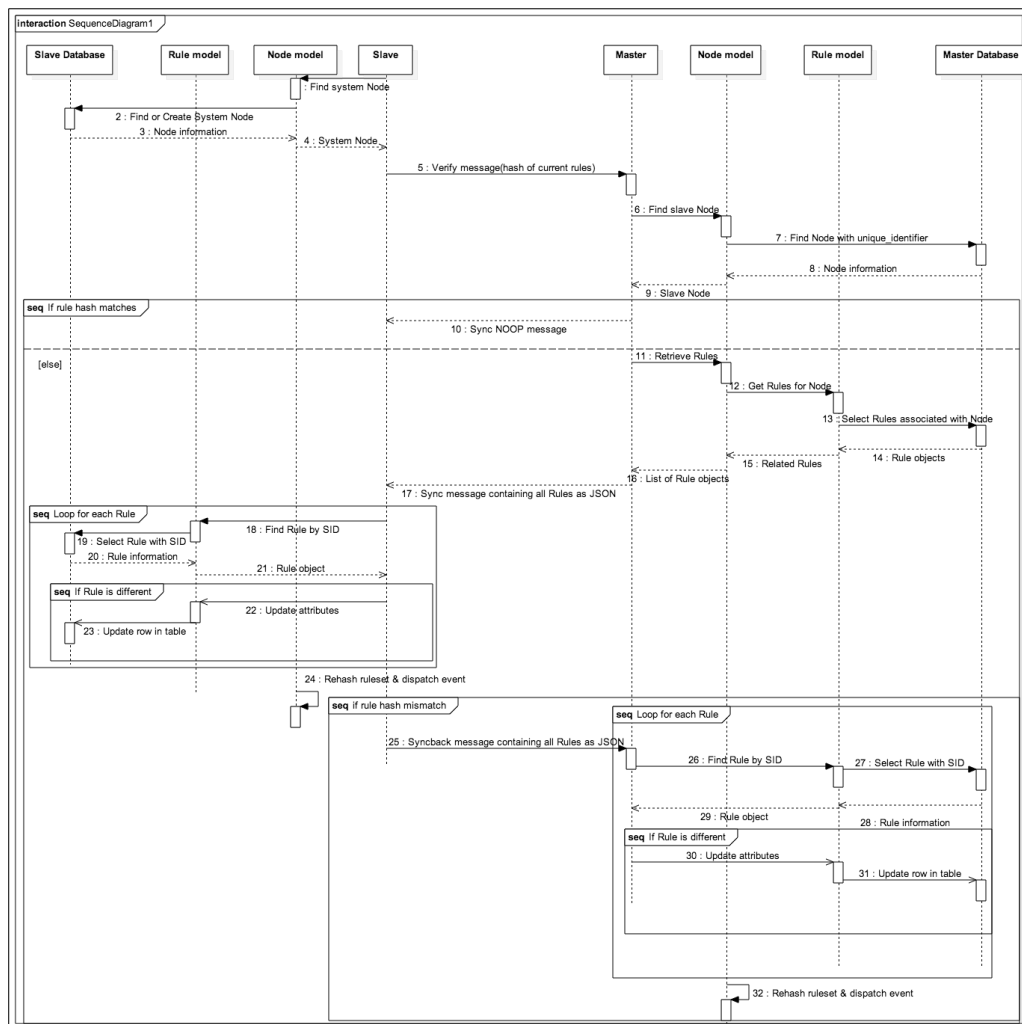 interaction SequenceDiagram1
Slave Database Rule model Node model Slave Master Node model Rule model Master Database
: Find system Node
2 : Find or Create System Node
3 : Node information
4 : System Node
5 : Verify message(hash of current rules)
6 : Find slave Node
7 : Find Node with unique_identifier
8 : Node information
9 : Slave Node
seq If rule hash matches
10 : Sync NOOP message
[else]
11 : Retrieve Rules
12 : Get Rules for Node
13 : Select Rules associated with Node
14 : Rule objects
15 : Related Rules
16 : List of Rule objects
17 : Sync message containing all Rules as JSON
seq Loop for each Rule
18 : Find Rule by SID
19 : Select Rule with SID
20 : Rule information
21 : Rule object
seq If Rule is different
22 : Update attributes
23 : Update row in table
24 : Rehash ruleset & dispatch event
seq if rule hash mismatch
seq Loop for each Rule
25 : Syncback message containing all Rules as JSON
26 : Find Rule by SID
27 : Select Rule with SID
29 : Rule object
28 : Rule information
seq If Rule is different
30 : Update attributes
31 : Update row in table
32 : Rehash ruleset & dispatch event